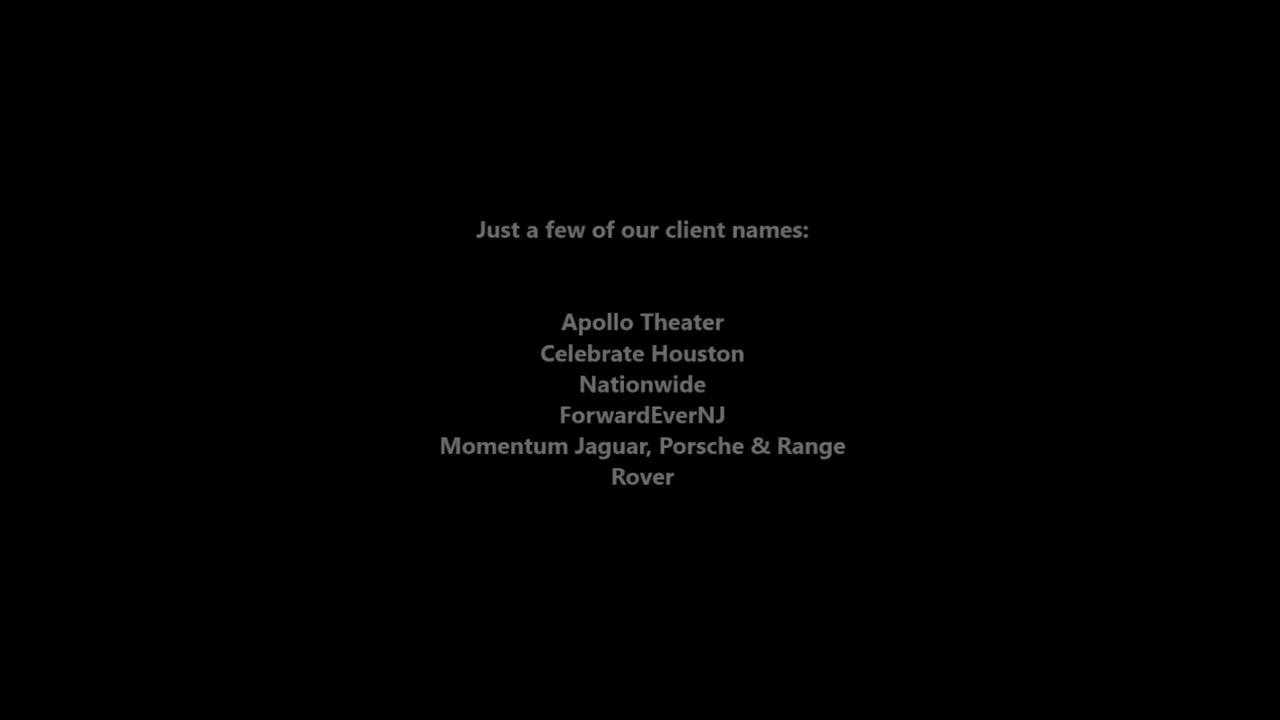 Just a few of our client names:
Apollo Theater
Celebrate Houston
Nationwide
ForwardEverNJ
Momentum Jaguar, Porsche & Range
Rover